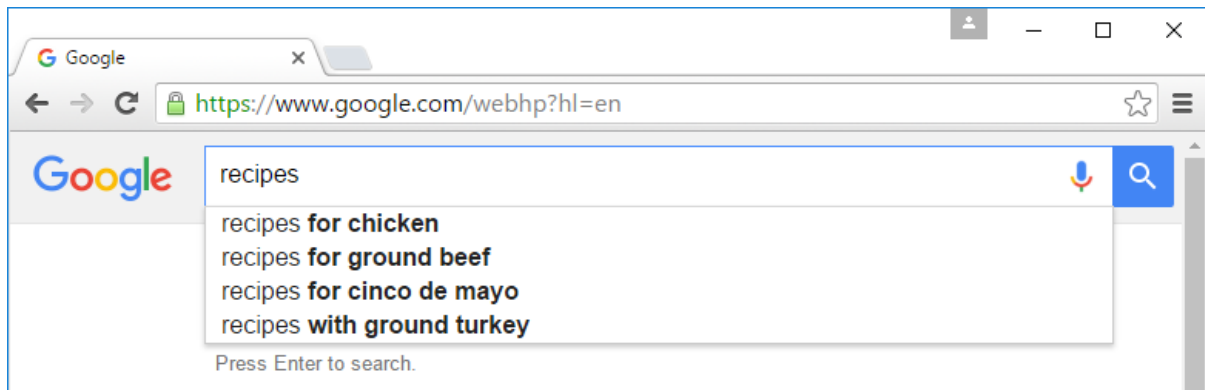 Google
https://www.google.com/webhp?hl=en
Google recipes
recipes for chicken
recipes for ground beef
recipes for cinco de mayo
recipes with ground turkey
Press Enter to search.